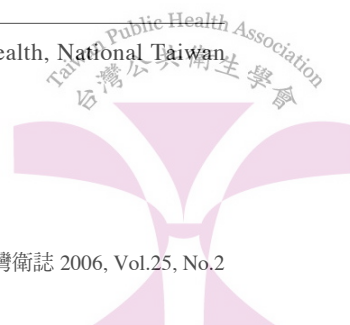 Taiwan Public Health Association
ealth, National Taiwan
台灣公共衛生學會
灣衛誌 2006, Vol.25, No.2